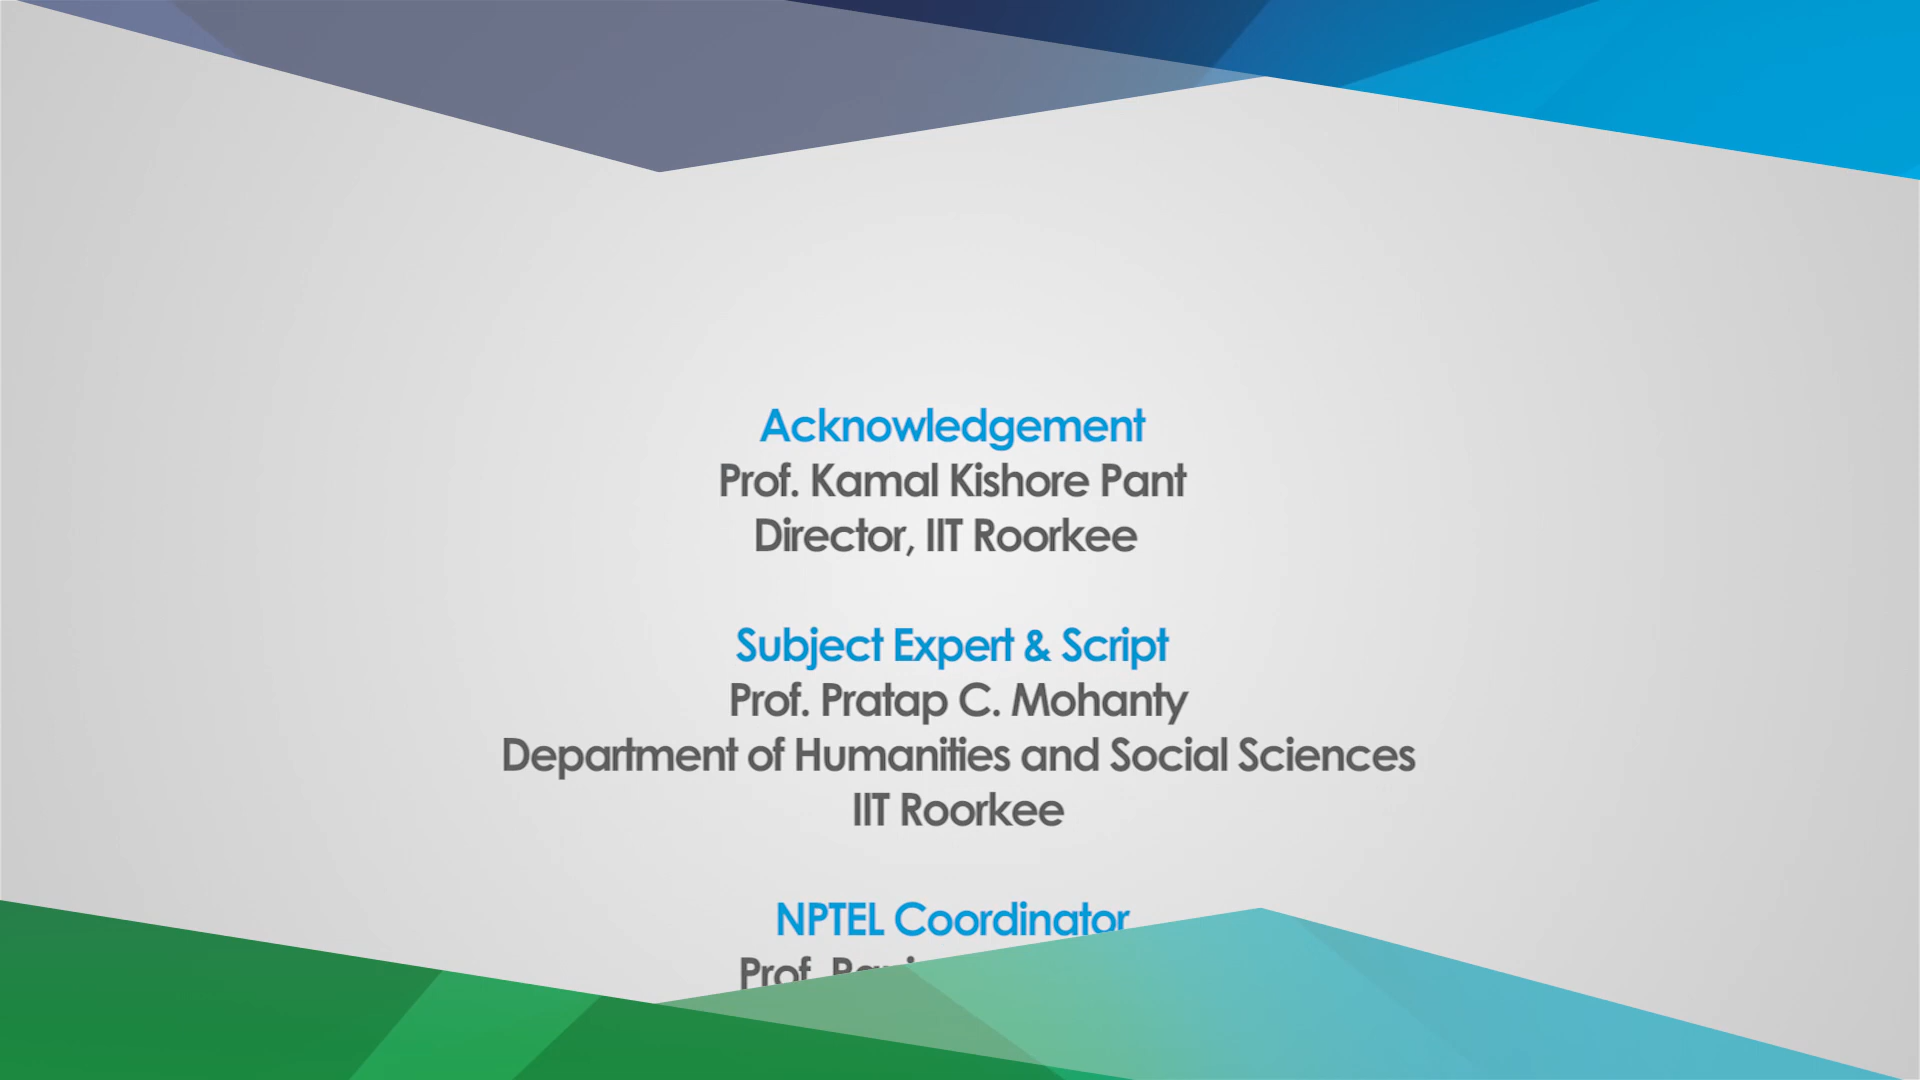 Acknowledgement
Prof. Kamal Kishore Pant
Director, IIT Roorkee
Subject Expert & Script
Prof. Pratap C. Mohanty
Department of Humanities and Social Sciences
IIT Roorkee
NPTEL Coordinator
Prof.